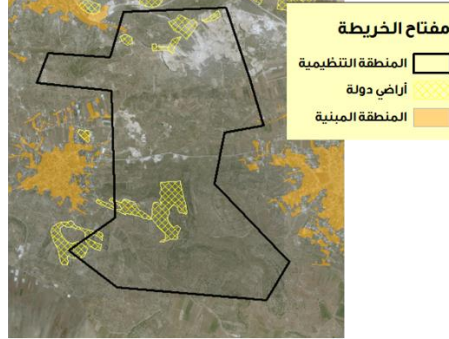 مفتاح الخريطة
المنطقة التنظيمية
أراضي دولة
المنطقة المبنية